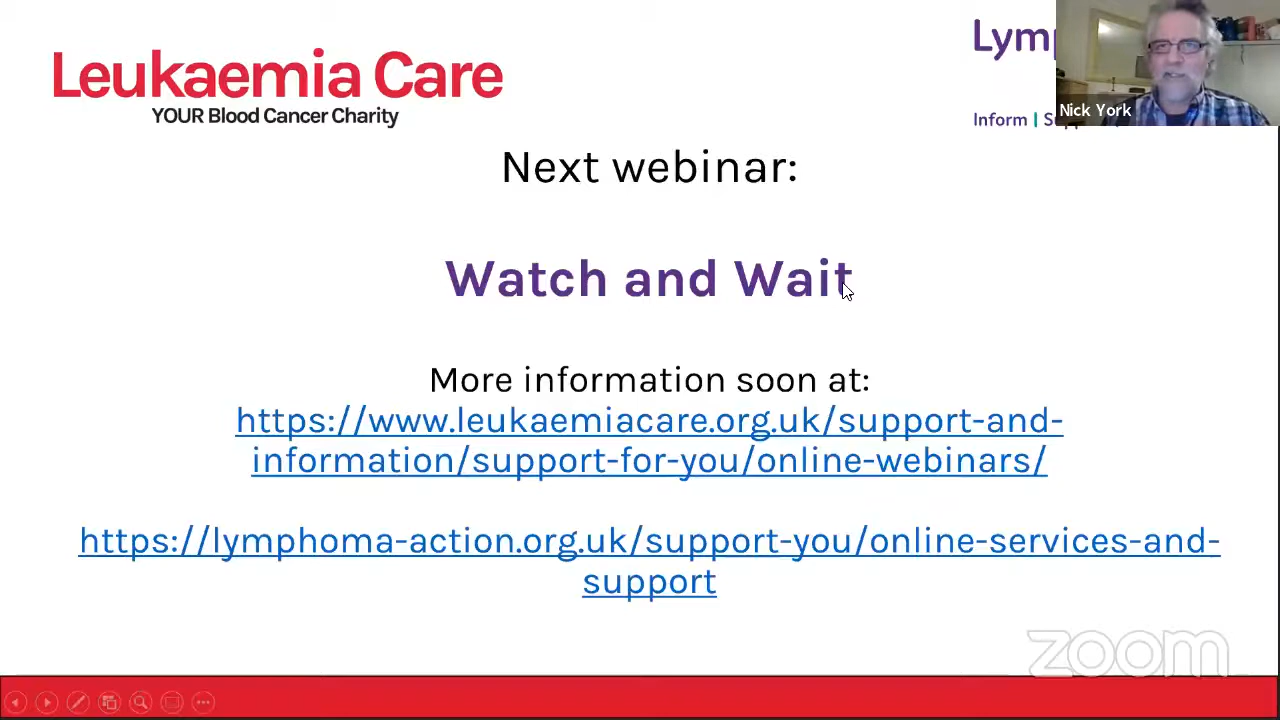 Leukaemia Care
YOUR Blood Cancer Charity
Nick York
Inform |
Next webinar:
Watch and Wait
More information soon at:
https://www.leukaemiacare.org.uk/support-and-
information/support-for-you/online-webinars/
https://lymphoma-action.org.uk/support-you/online-services-and-
support
zoom